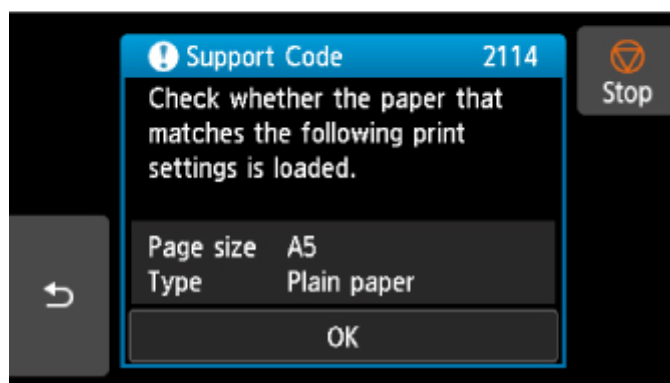 Support Code 2114
Stop
Check whether the paper that
matches the following print
settings is loaded.
Page size A5
Type Plain paper
OK